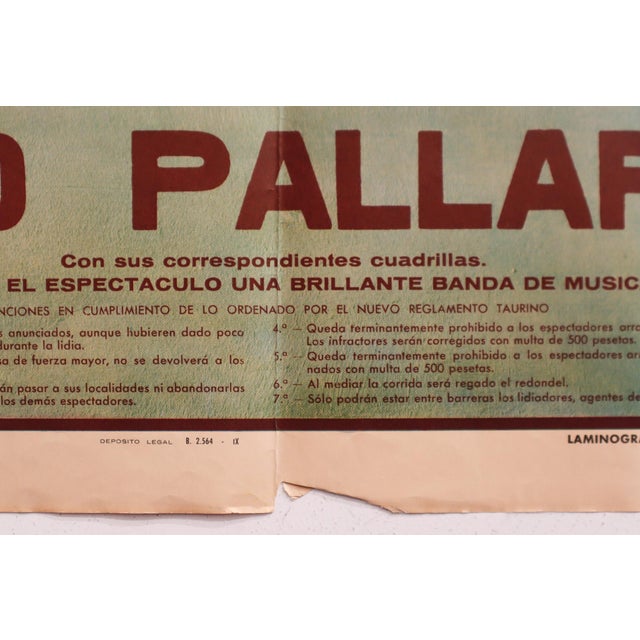 O PALLAR
Con sus correspondientes cuadrillas.
EL ESPECTACULO UNA BRILLANTE BANDA DE MUSIC
NCIONES EN CUMPLIMIENTO DE LO ORDENADO POR EL NUEVO REGLAMENTO TAURINO
s anunciados, aunque hubieren dado poco
durante la lidia.
sa de fuerza mayor, no se devolverá a los
án pasar a sus localidades ni abandonarlas
los demás espectadores.
4.ª — Queda terminantemente prohibido a los espectadores arro
Los infractores serán corregidos con multa de 500 pesetas.
5.ª — Queda terminantemente prohibido a los espectadores
nados con multa de 500 pesetas.
6.ª — Al mediar la corrida será regado el redondel.
7.ª — Sólo podrán estar entre barreras los lidiadores, agentes de
DEPOSITO LEGAL B. 2.564 - IX
LAMINOGRA